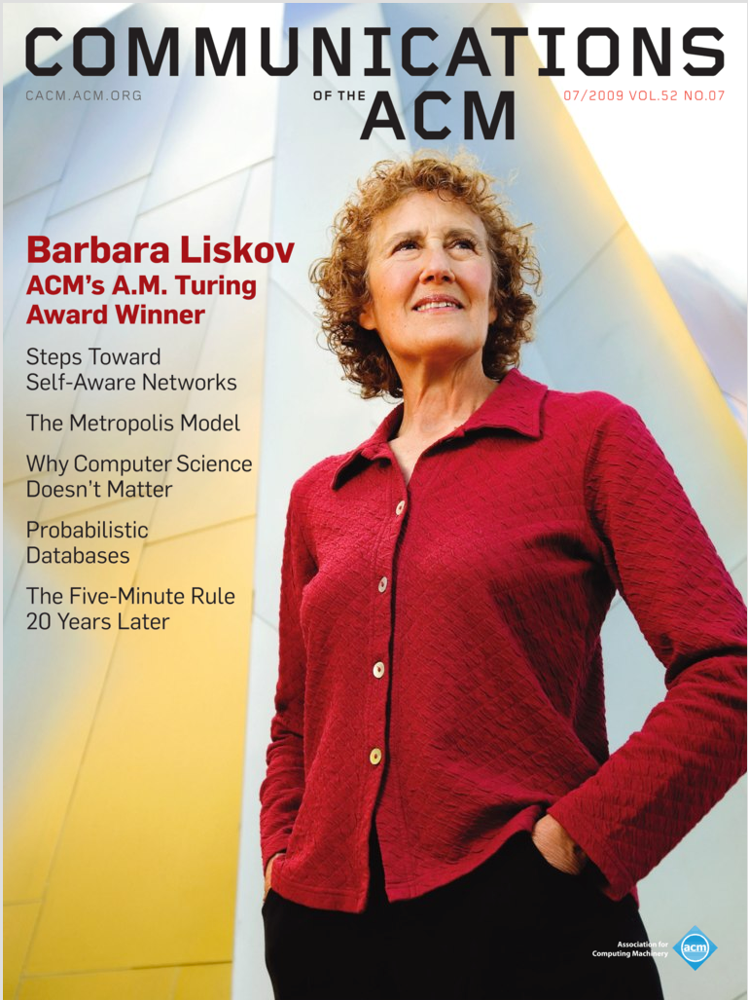 COMMUNICATIONS
CACM.ACM.ORG
OF THE
ACM
07/2009 VOL.52 NO.07
Barbara Liskov
ACM's A.M. Turing
Award Winner
Steps Toward
Self-Aware Networks
The Metropolis Model
Why Computer Science
Doesn't Matter
Probabilistic
Databases
The Five-Minute Rule
20 Years Later
Association for
Computing Machinery
acm